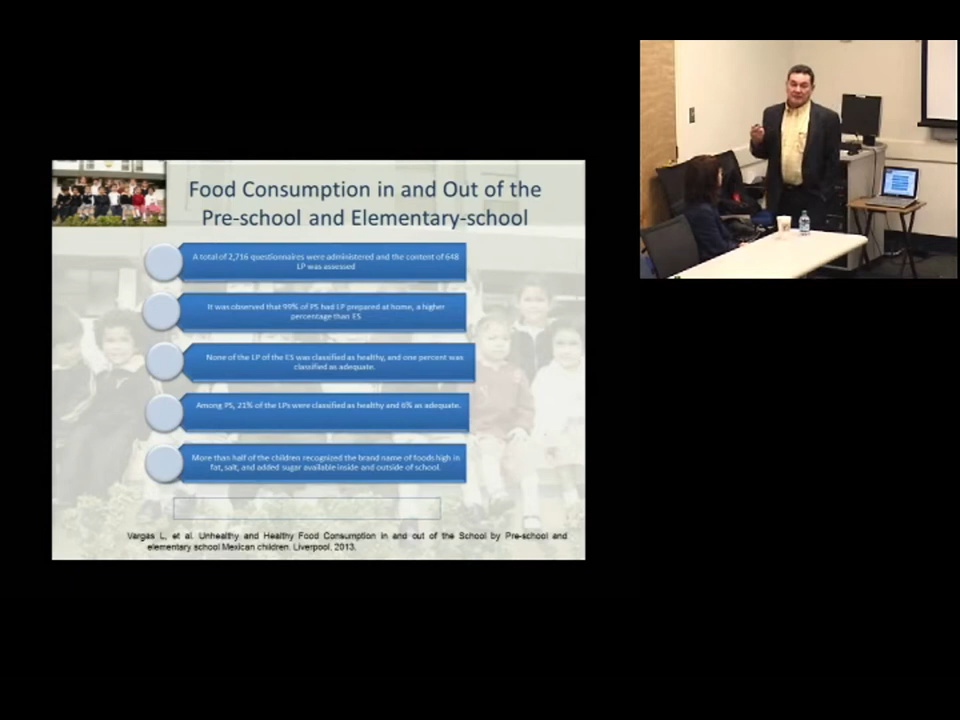 Food Consumption in and Out of the
Pre-school and Elementary-school
A total of 2,716 questionnaires were administered and the content of 648
LP was assessed
It was observed that 99% of PS had LP prepared at home, a higher
percentage than ES
None of the LP of the ES was classified as healthy, and one percent was
classified as adequate.
Among PS, 21% of the LPs were classified as healthy and 6% as adequate.
More than half of the children recognized the brand name of foods high in
fat, salt, and added sugar available inside and outside of school.
Vargas L, et al. Unhealthy and Healthy Food Consumption in and out of the School by Pre-school and
elementary school Mexican children. Liverpool, 2013.